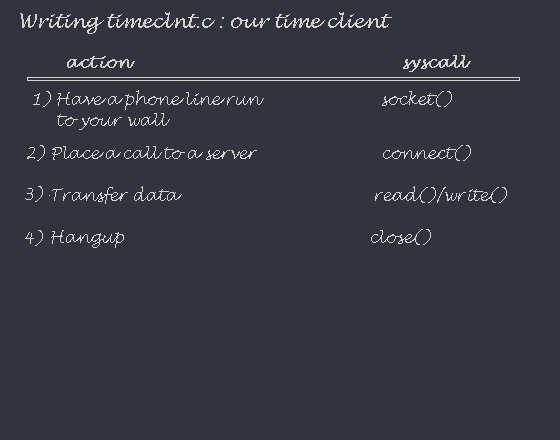 Writing timeclnt.c : our time client
action syscall
1) Have a phone line run socket()
to your wall
2) Place a call to a server connect()
3) Transfer data read()/write()
4) Hangup close()